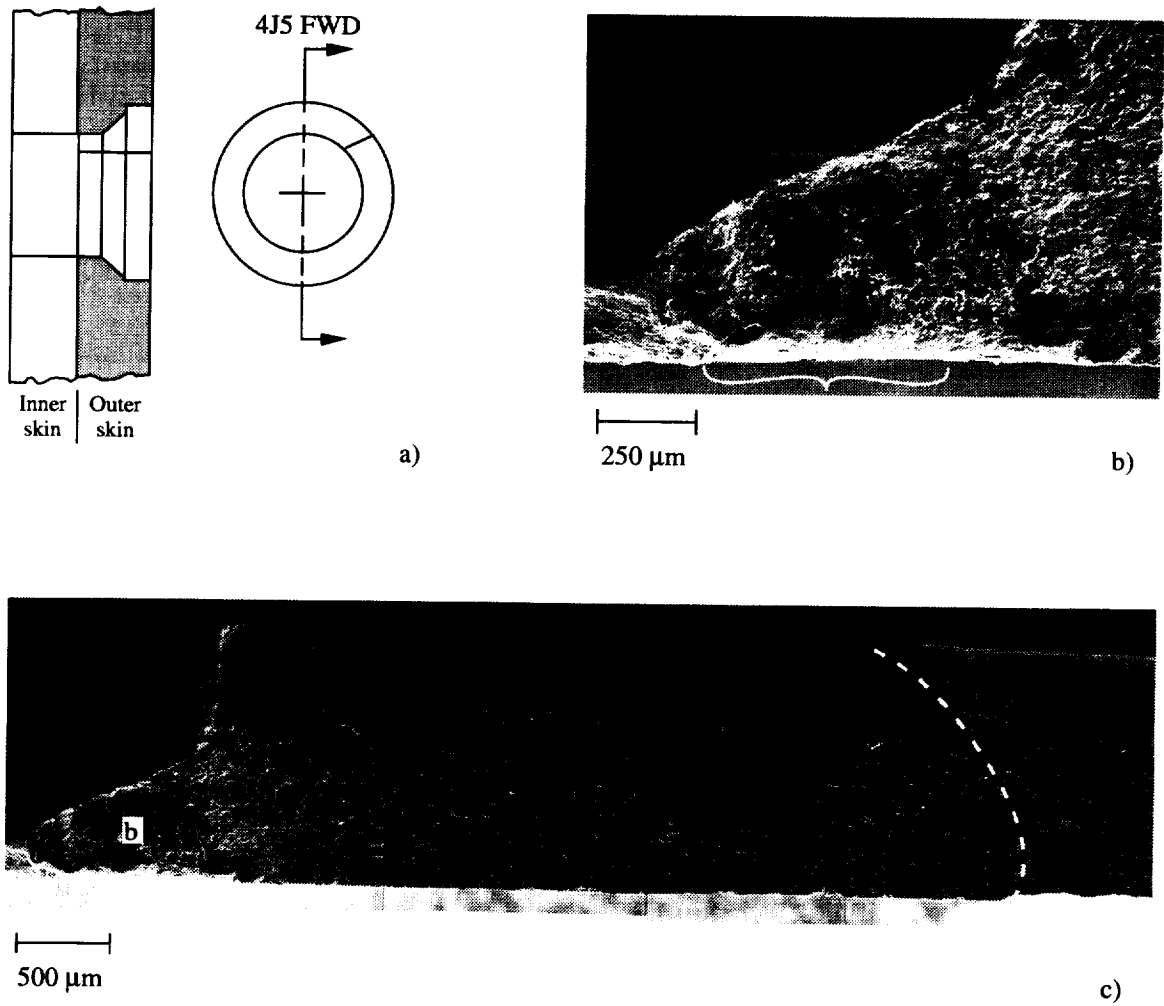 4J5 FWD
Inner skin
Outer skin
a)
250 μm
b)
b
500 μm
c)